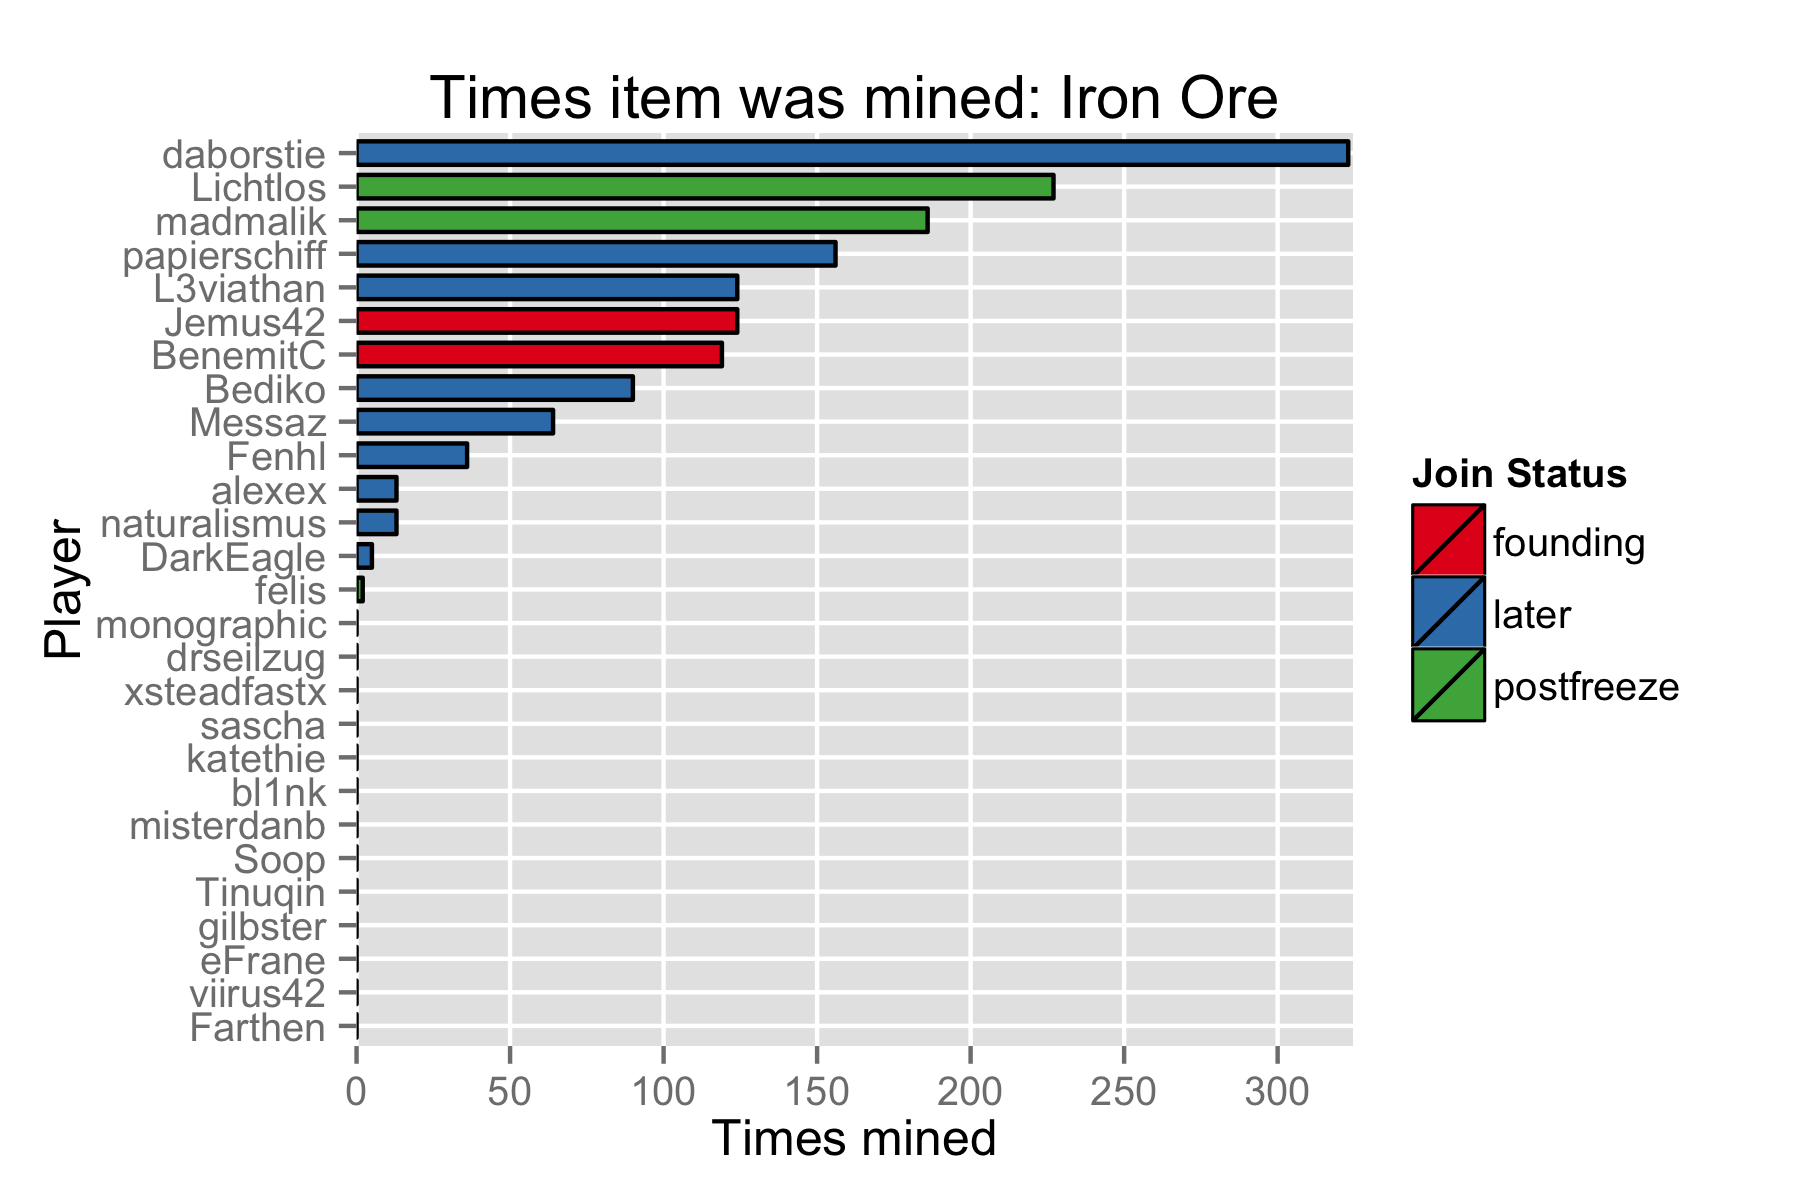 Times item was mined: Iron Ore
daborstie
Lichtlos
madmalik
papierschiff
L3viathan
Jemus42
BenemitC
Bediko
Messaz
Fenhl
alexex
naturalismus
DarkEagle
felis
monographic
drseilzug
xsteadfastx
sascha
katethie
bl1nk
misterdanb
Soop
Tinuqin
gilbster
eFrane
viirus42
Farthen
Player
0 50 100 150 200 250 300
Times mined
Join Status
founding
later
postfreeze